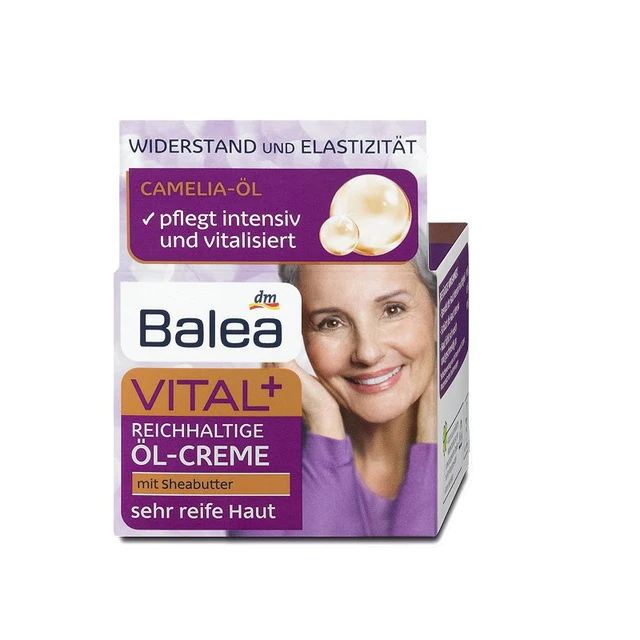 WIDERSTAND UND ELASTIZITÄT
CAMELIA-ÖL
✓ pflegt intensiv
und vitalisiert
dm
Balea
VITAL+
REICHHALTIGE
ÖL-CREME
mit Sheabutter
sehr reife Haut